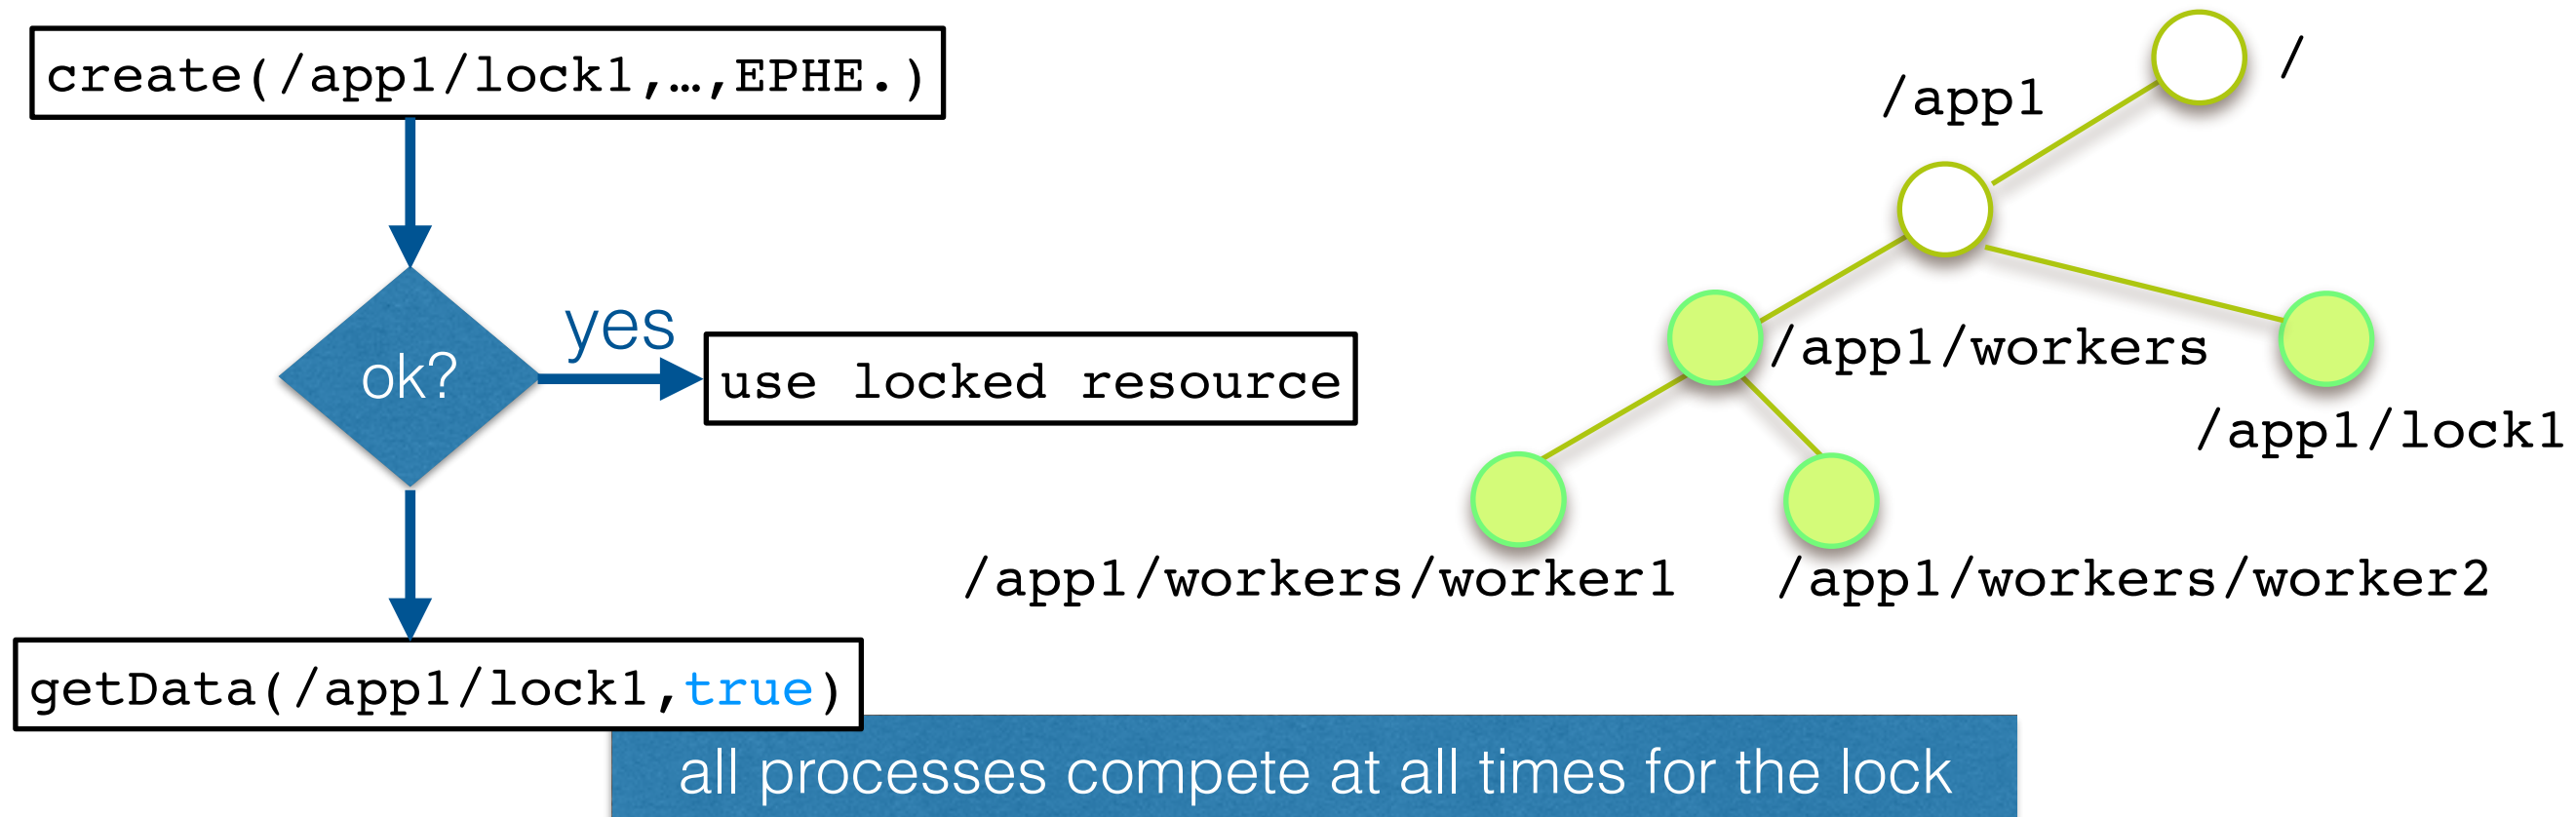 create(/app1/lock1,…,EPHE.)
ok?
yes
use locked resource
getData(/app1/lock1,true)
all processes compete at all times for the lock
/
/app1
/app1/workers
/app1/lock1
/app1/workers/worker1
/app1/workers/worker2